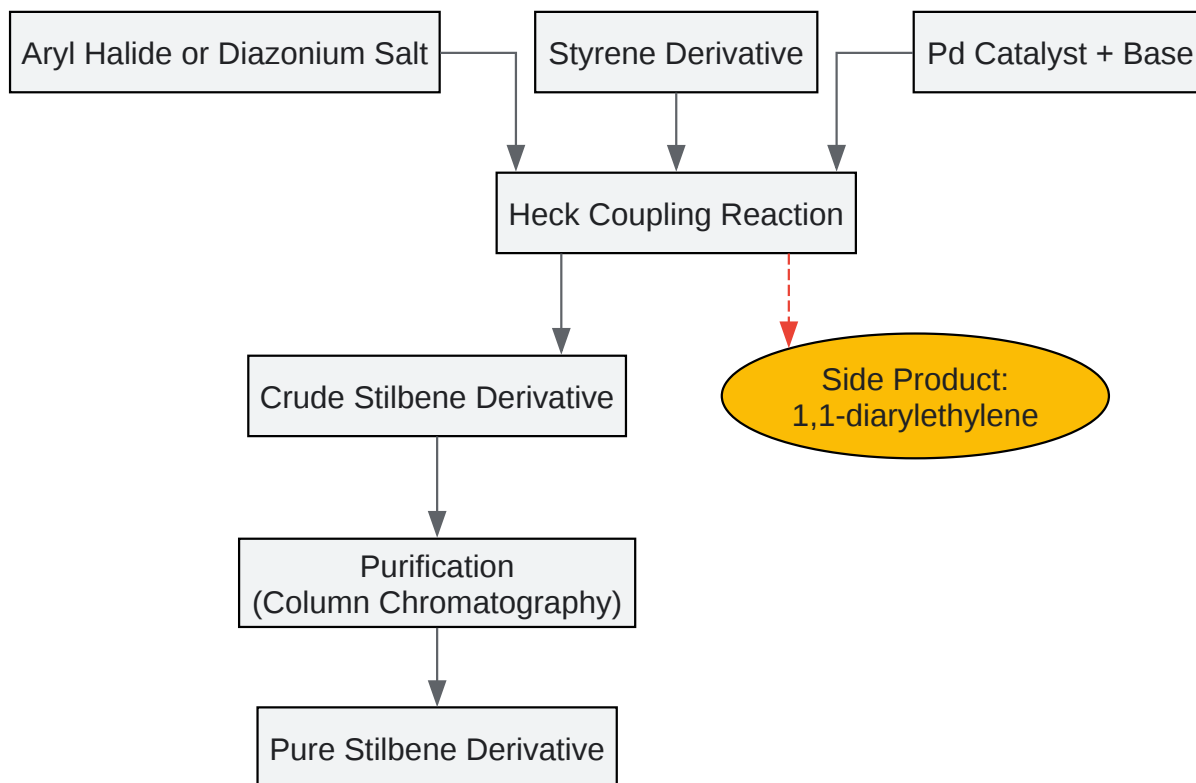 Aryl Halide or Diazonium Salt
Styrene Derivative
Pd Catalyst + Base
Heck Coupling Reaction
Crude Stilbene Derivative
Side Product:
1,1-diarylethylene
Purification
(Column Chromatography)
Pure Stilbene Derivative